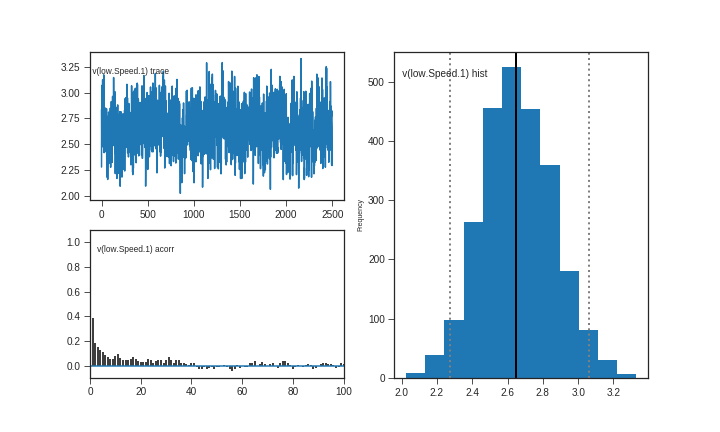 v(low.Speed.1) trace
3.25
3.00
2.75
2.50
2.25
2.00
0 500 1000 1500 2000 2500
v(low.Speed.1) acorr
1.0
0.8
0.6
0.4
0.2
0.0
0 20 40 60 80 100
v(low.Speed.1) hist
Frequency
500
400
300
200
100
0
2.0 2.2 2.4 2.6 2.8 3.0 3.2